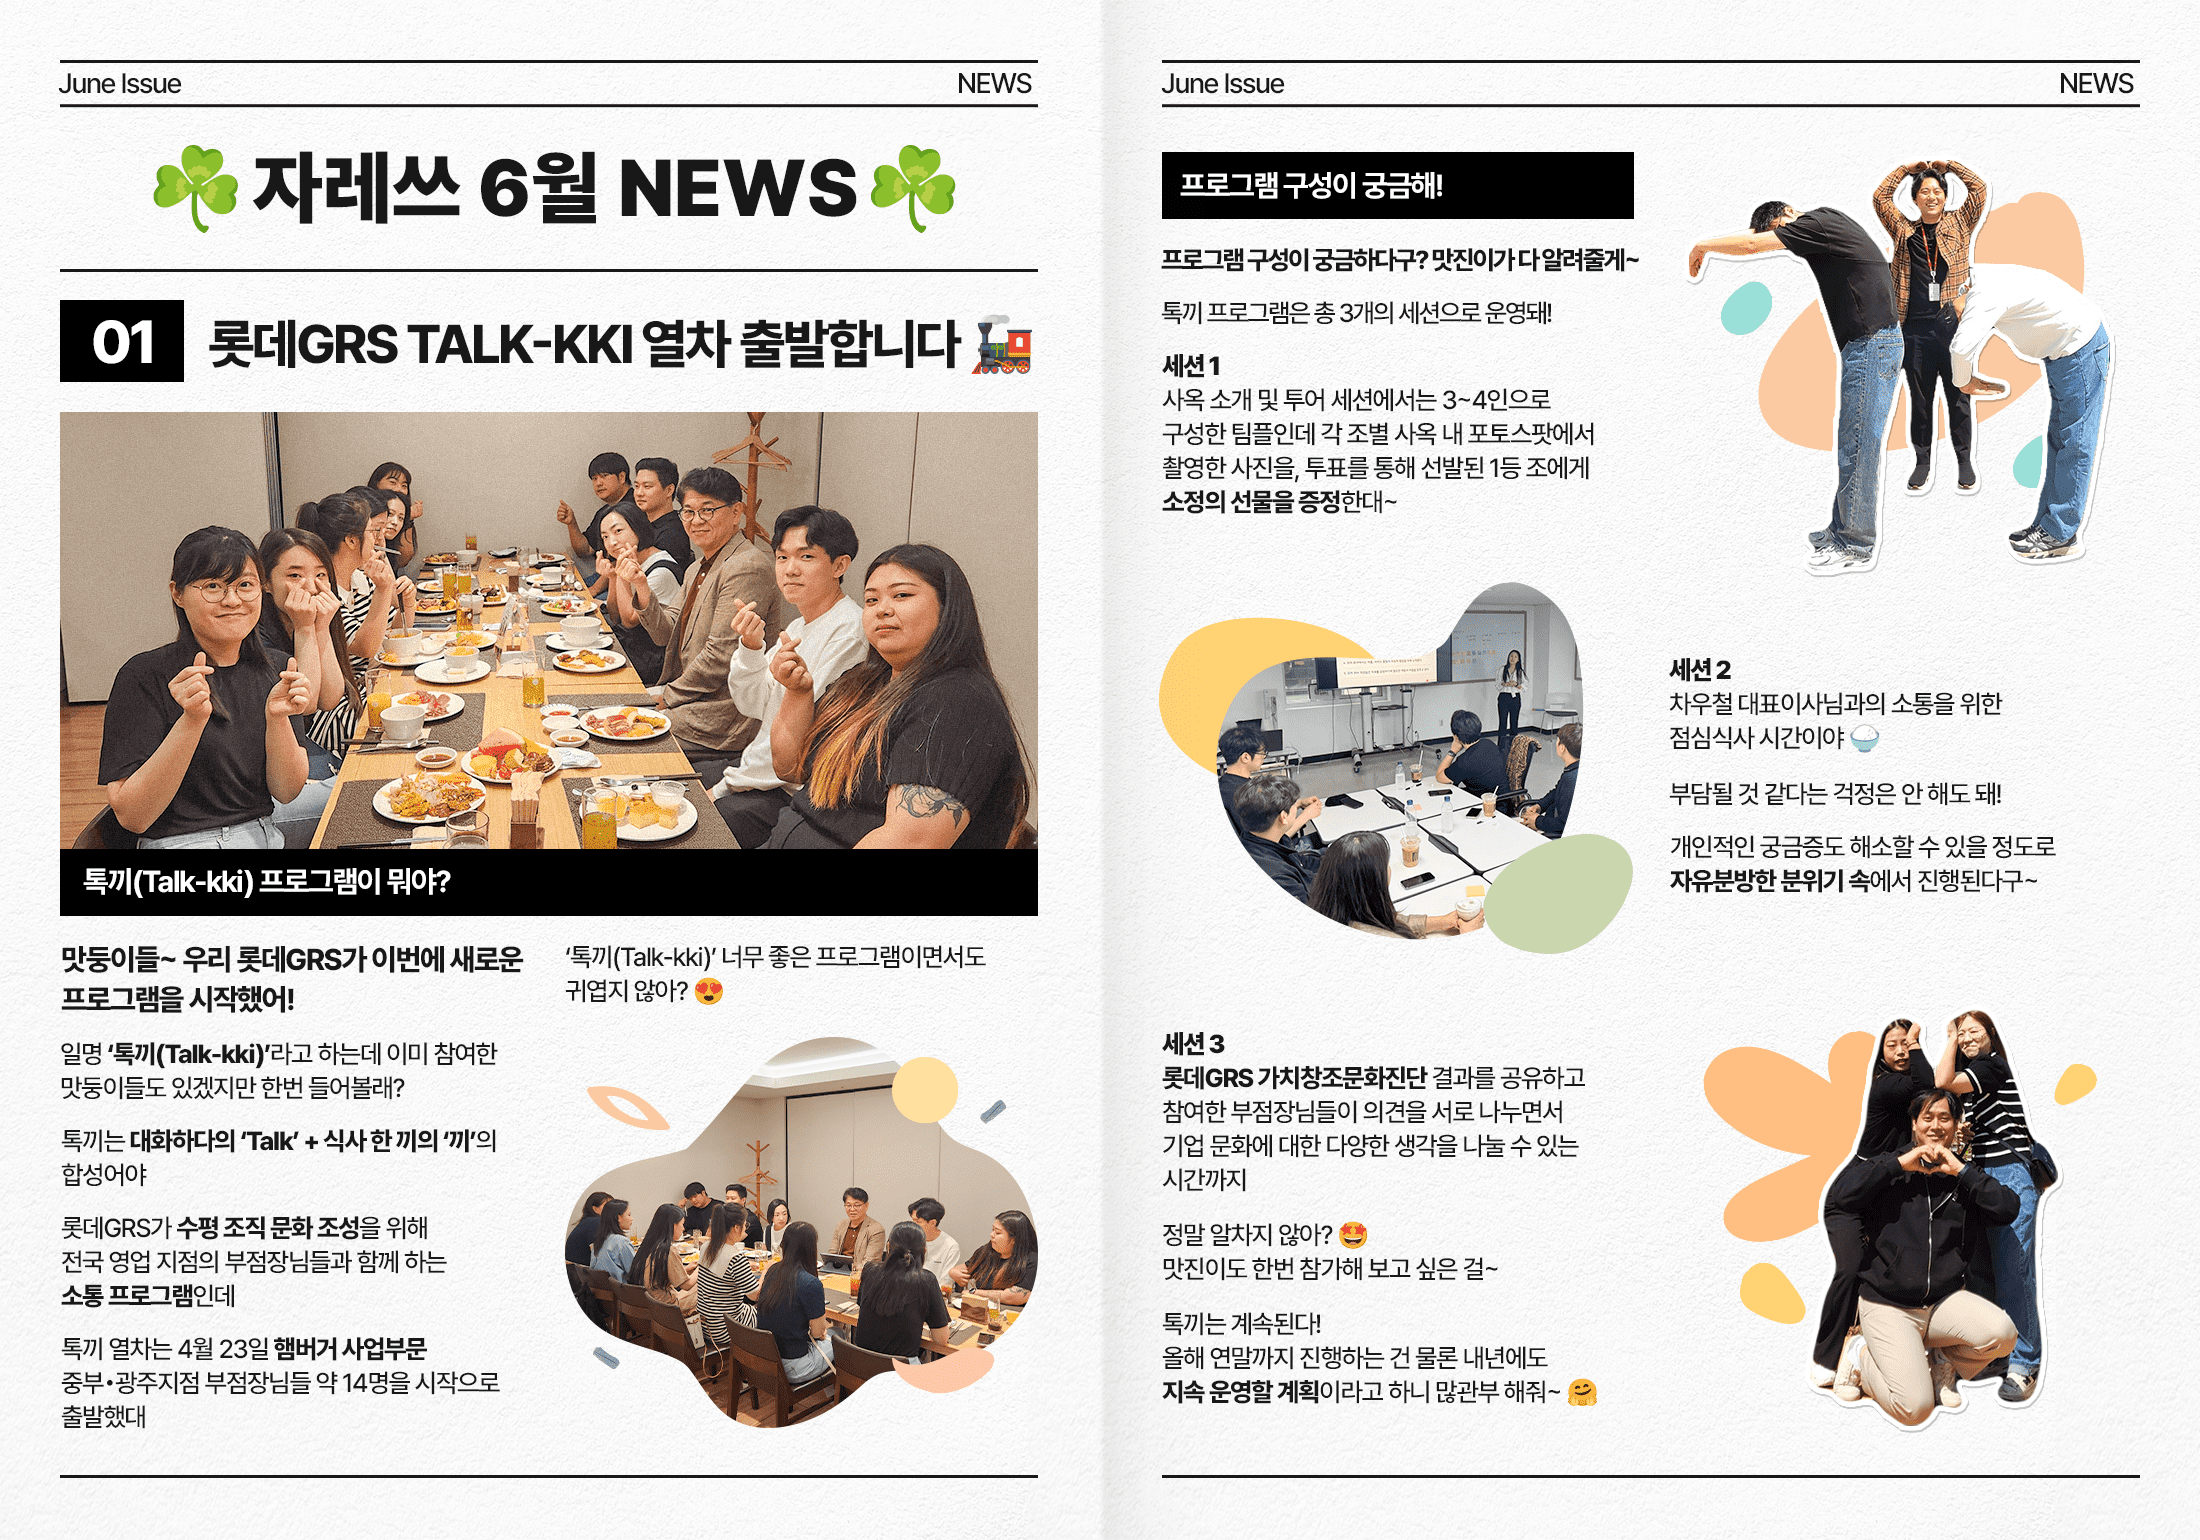 June Issue
NEWS
자레쓰 6월 NEWS
01
롯데GRS TALK-KKI 열차 출발합니다
톡끼(Talk-kki) 프로그램이 뭐야?
맛둥이들~ 우리 롯데GRS가 이번에 새로운
프로그램을 시작했어!
일명 ‘톡끼(Talk-kki)’라고 하는데 이미 참여한
맛둥이들도 있겠지만 한번 들어볼래?
톡끼는 대화하다의 ‘Talk’ + 식사 한 끼의 ‘끼’의
합성어야
롯데GRS가 수평 조직 문화 조성을 위해
전국 영업 지점의 부점장님들과 함께 하는
소통 프로그램인데
톡끼 열차는 4월 23일 햄버거 사업부문
중부•광주지점 부점장님들 약 14명을 시작으로
출발했대
‘톡끼(Talk-kki)’ 너무 좋은 프로그램이면서도
귀엽지 않아? 😍
June Issue
NEWS
프로그램 구성이 궁금해!
프로그램 구성이 궁금하다구? 맛진이가 다 알려줄게~
톡끼 프로그램은 총 3개의 세션으로 운영돼!
세션 1
사옥 소개 및 투어 세션에서는 3~4인으로
구성한 팀플인데 각 조별 사옥 내 포토스팟에서
촬영한 사진을, 투표를 통해 선발된 1등 조에게
소정의 선물을 증정한대~
세션 2
차우철 대표이사님과의 소통을 위한
점심식사 시간이야 🍚
부담될 것 같다는 걱정은 안 해도 돼!
개인적인 궁금증도 해소할 수 있을 정도로
자유분방한 분위기 속에서 진행된다구~
세션 3
롯데GRS 가치창조문화진단 결과를 공유하고
참여한 부점장님들이 의견을 서로 나누면서
기업 문화에 대한 다양한 생각을 나눌 수 있는
시간까지
정말 알차지 않아? 🤩
맛진이도 한번 참가해 보고 싶은 걸~
톡끼는 계속된다!
올해 연말까지 진행하는 건 물론 내년에도
지속 운영할 계획이라고 하니 많관부 해줘~ 🤗